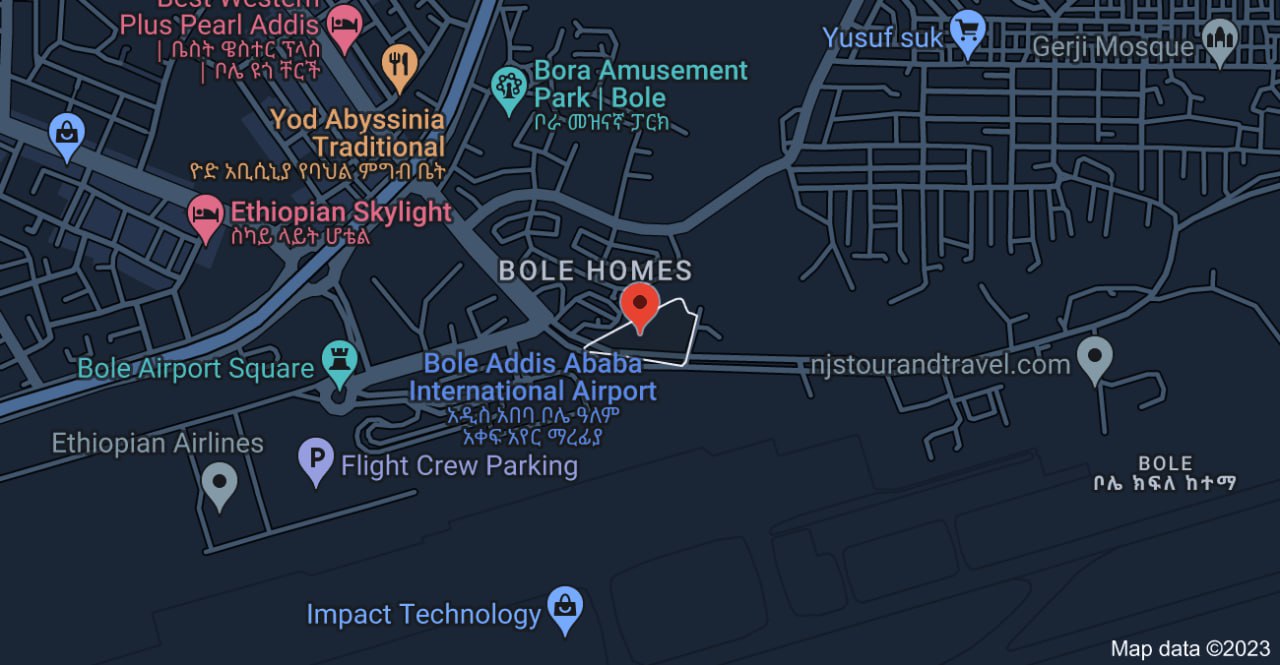 Best Western
Plus Pearl Addis
| ቤስት ዌስተር ፕላስ
| ቦሌ ዩጎ ቸርች
Yod Abyssinia
Traditional
ዮድ አቢሲኒያ የባህል ምግብ ቤት
Bora Amusement
Park | Bole
ቦራ መዝናኛ ፓርክ
Yusuf suk
Gerji Mosque
Ethiopian Skylight
ስካይ ላይት ሆቴል
BOLE HOMES
Bole Airport Square
Bole Addis Ababa
International Airport
አዲስ አበባ ቦሌ ዓለም
አቀፍ አየር ማረፊያ
njstourandtravel.com
Ethiopian Airlines
P
Flight Crew Parking
BOLE
ቦሌ ክፍለ ከተማ
Impact Technology
Map data ©2023